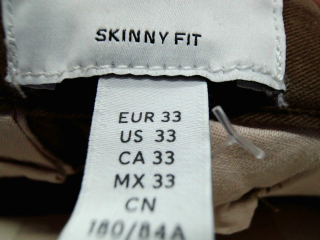 SKINNY FIT
EUR 33
US 33
CA 33
MX 33
CN
180/84A